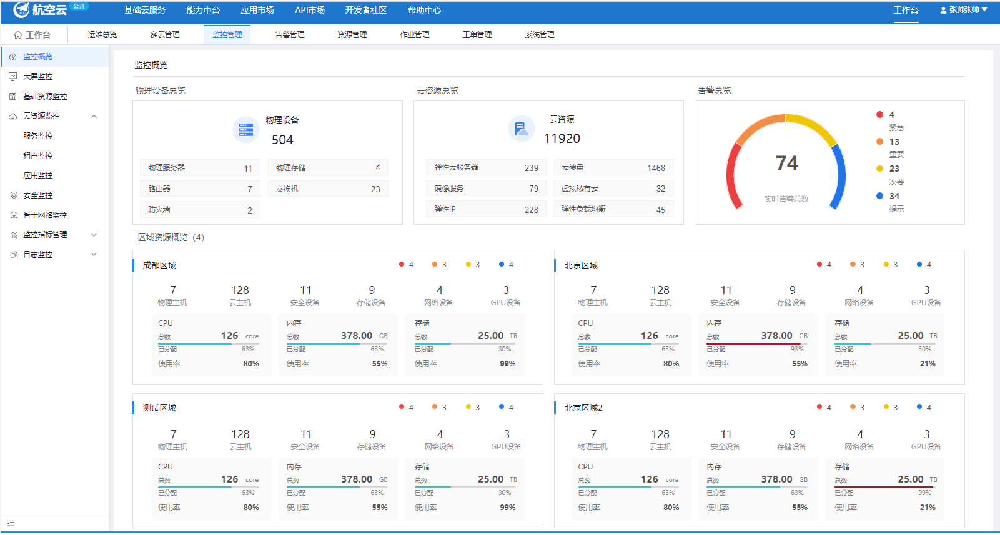 航空云 公开 基础云服务 能力中台 应用市场 API市场 开发者社区 帮助中心 工作台 张帅张帅
工作台 运维总览 多云管理 监控管理 告警管理 资源管理 作业管理 工单管理 系统管理
监控概览
大屏监控
基础资源监控
云资源监控
服务监控
租户监控
应用监控
安全监控
骨干网络监控
监控指标管理
日志监控
监控概览
物理设备总览
物理设备
504
物理服务器 11 物理存储 4
路由器 7 交换机 23
防火墙 2
云资源总览
云资源
11920
弹性云服务器 239 云硬盘 1468
镜像服务 79 虚拟私有云 32
弹性IP 228 弹性负载均衡 45
告警总览
74
实时告警总数
4
紧急
13
重要
23
次要
34
提示
区域资源概览（4）
成都区域 4 3 3 4
7 128 11 9 4 3
物理主机 云主机 安全设备 存储设备 网络设备 GPU设备
CPU 内存 存储
总数 126 core 总数 378.00 GB 总数 25.00 TB
已分配 63% 已分配 63% 已分配 30%
使用率 80% 使用率 55% 使用率 99%
北京区域 4 3 3 4
7 128 11 9 4 3
物理主机 云主机 安全设备 存储设备 网络设备 GPU设备
CPU 内存 存储
总数 126 core 总数 378.00 GB 总数 25.00 TB
已分配 63% 已分配 93% 已分配 30%
使用率 80% 使用率 55% 使用率 21%
测试区域 4 3 3 4
7 128 11 9 4 3
物理主机 云主机 安全设备 存储设备 网络设备 GPU设备
CPU 内存 存储
总数 126 core 总数 378.00 GB 总数 25.00 TB
已分配 63% 已分配 63% 已分配 30%
使用率 80% 使用率 55% 使用率 99%
北京区域2 4 3 3 4
7 128 11 9 4 3
物理主机 云主机 安全设备 存储设备 网络设备 GPU设备
CPU 内存 存储
总数 126 core 总数 378.00 GB 总数 25.00 TB
已分配 63% 已分配 63% 已分配 99%
使用率 80% 使用率 55% 使用率 21%